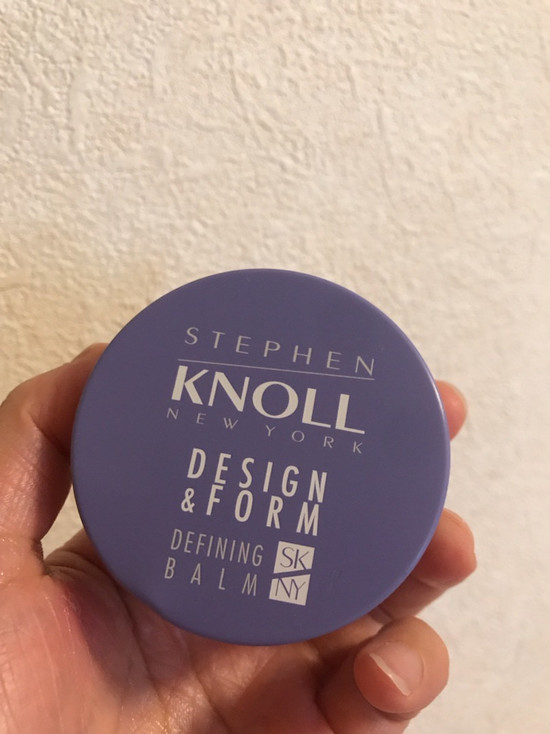 STEPHEN
KNOLL
NEW YORK
DESIGN
&FORM
DEFINING
BALM
SK
NY